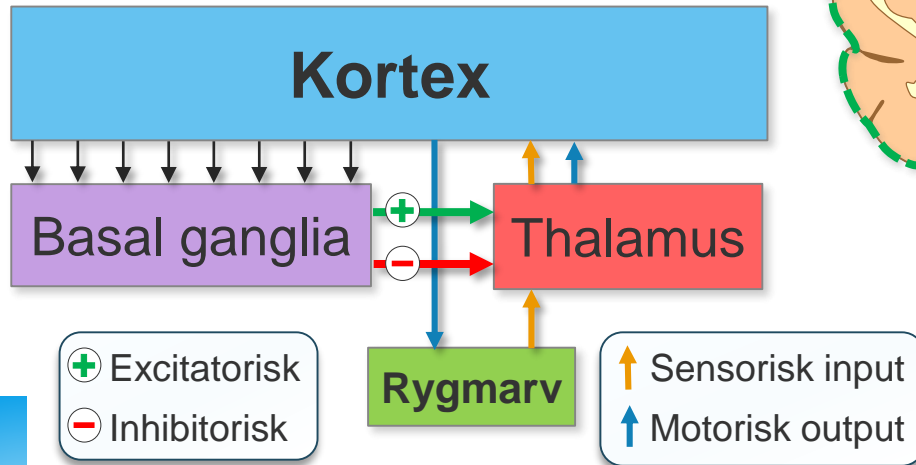 Kortex
Basal ganglia
+
Thalamus
−
Rygmarv
+ Excitatorisk
− Inhibitorisk
Sensorisk input
Motorisk output